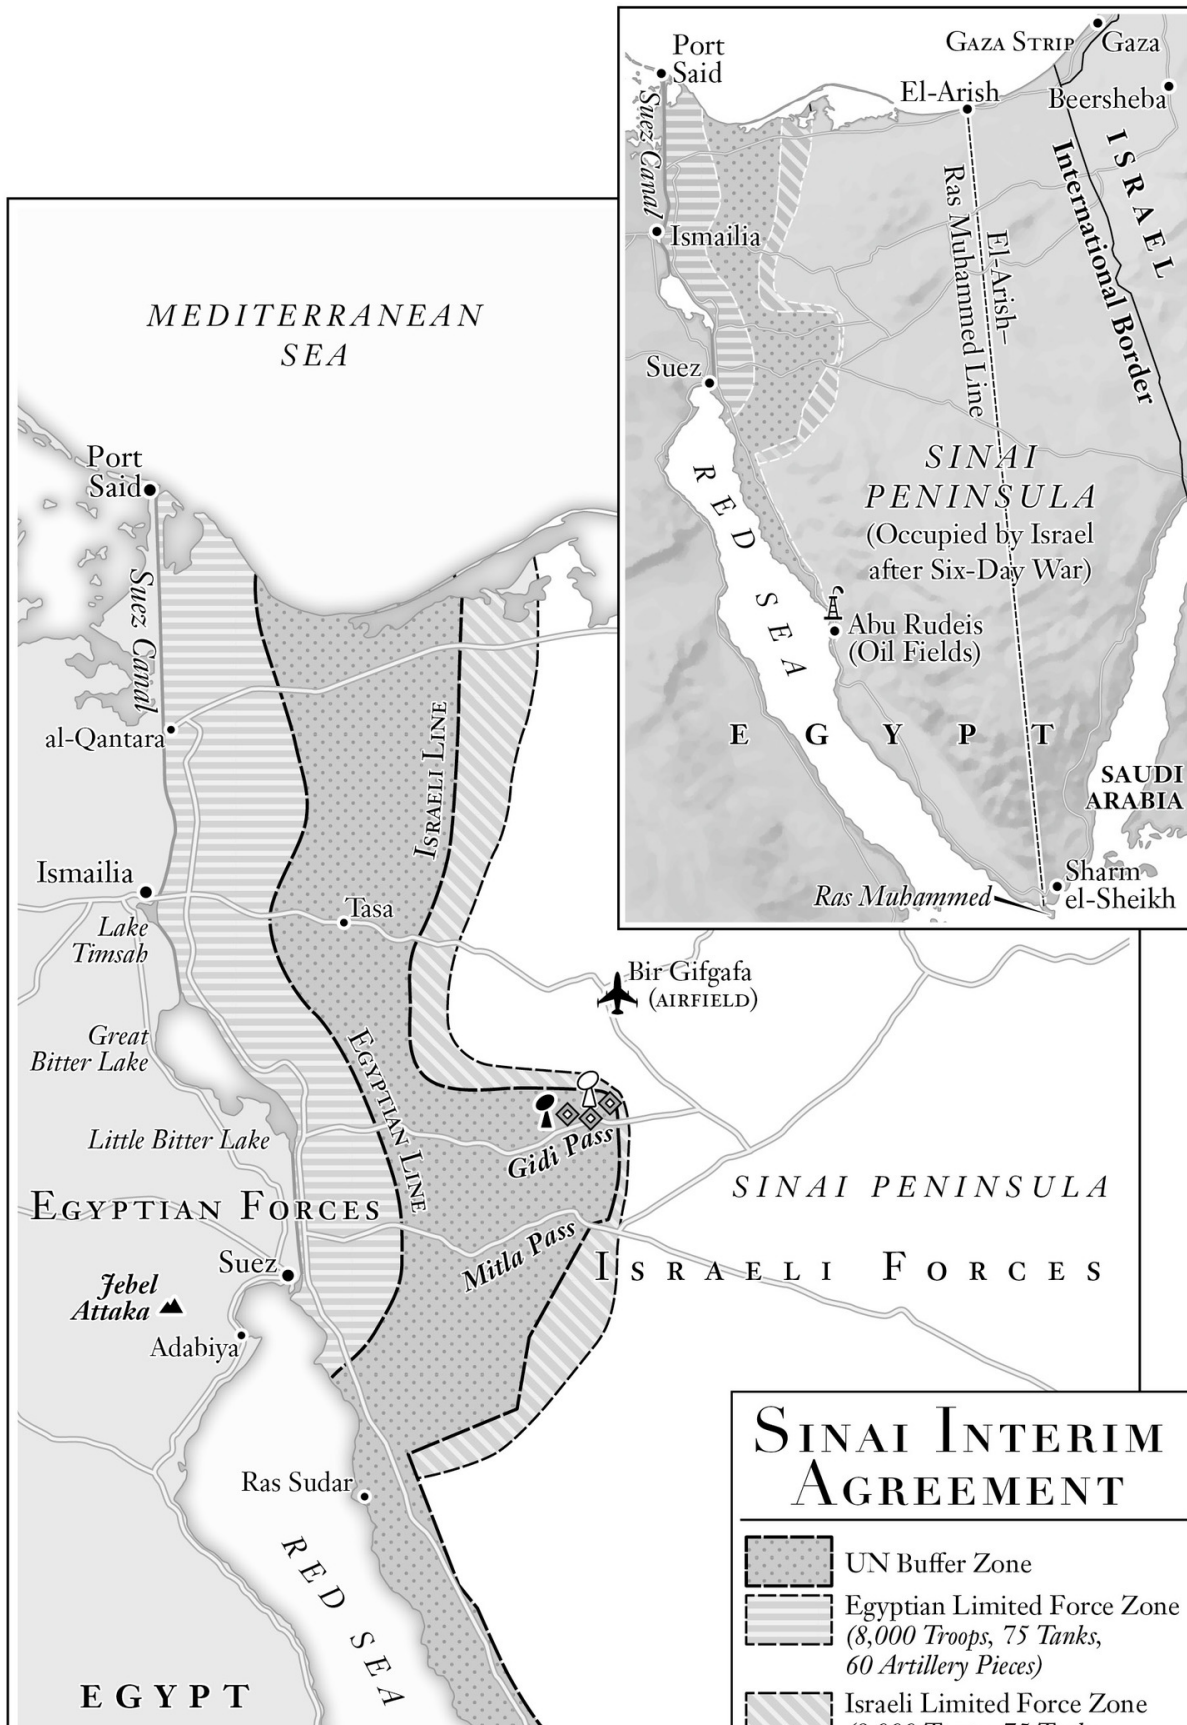 Port
Said
Suez Canal
Ismailia
Suez
GAZA STRIP
Gaza
El-Arish
Beersheba
ISRAEL
International Border
El-Arish–
Ras Muhammed Line
SINAI
PENINSULA
(Occupied by Israel
after Six-Day War)
RED SEA
Abu Rudeis
(Oil Fields)
EGYPT
SAUDI
ARABIA
Sharm
el-Sheikh
Ras Muhammed
MEDITERRANEAN
SEA
Port
Said
Suez Canal
al-Qantara
ISRAELI LINE
Ismailia
Lake
Timsah
Tasa
Bir Gifgafa
(AIRFIELD)
Great
Bitter Lake
EGYPTIAN LINE
Little Bitter Lake
Gidi Pass
EGYPTIAN FORCES
SINAI PENINSULA
Suez
Mitla Pass
ISRAELI FORCES
Jebel
Attaka
Adabiya
Ras Sudar
RED SEA
EGYPT
SINAI INTERIM
AGREEMENT
UN Buffer Zone
Egyptian Limited Force Zone
(8,000 Troops, 75 Tanks,
60 Artillery Pieces)
Israeli Limited Force Zone